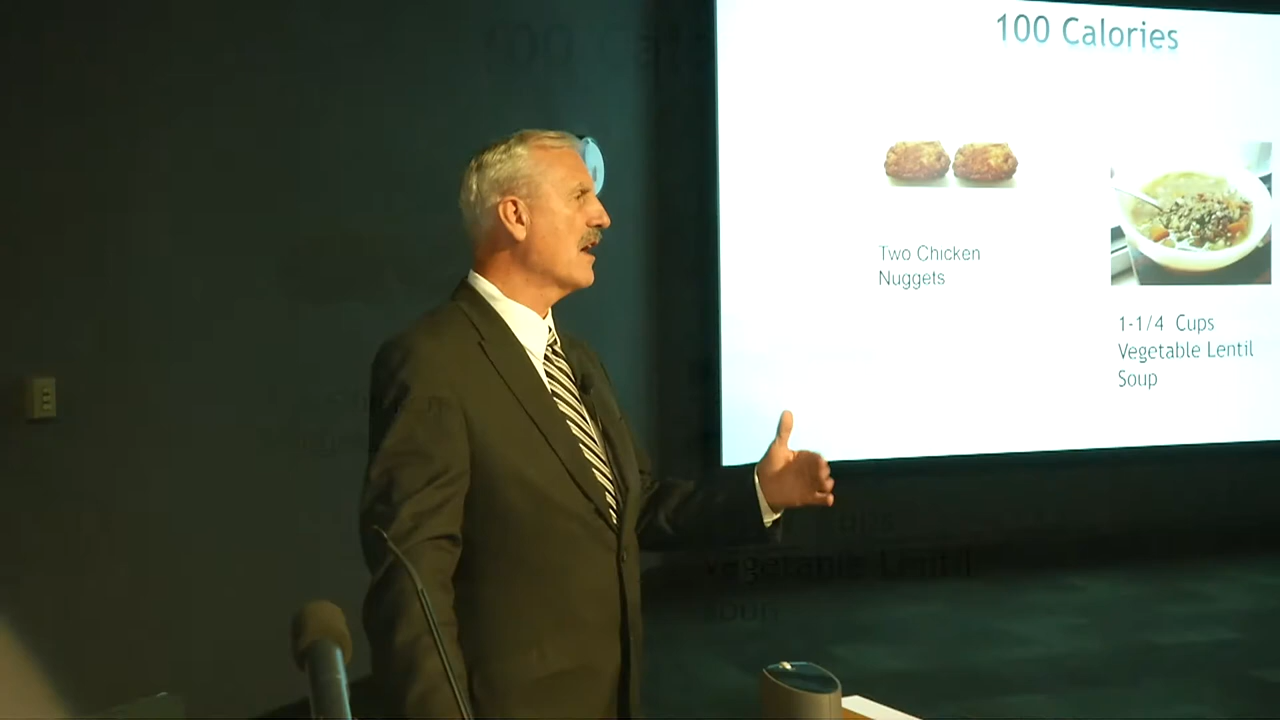 100 Calories
Two Chicken
Nuggets
1-1/4 Cups
Vegetable Lentil
Soup